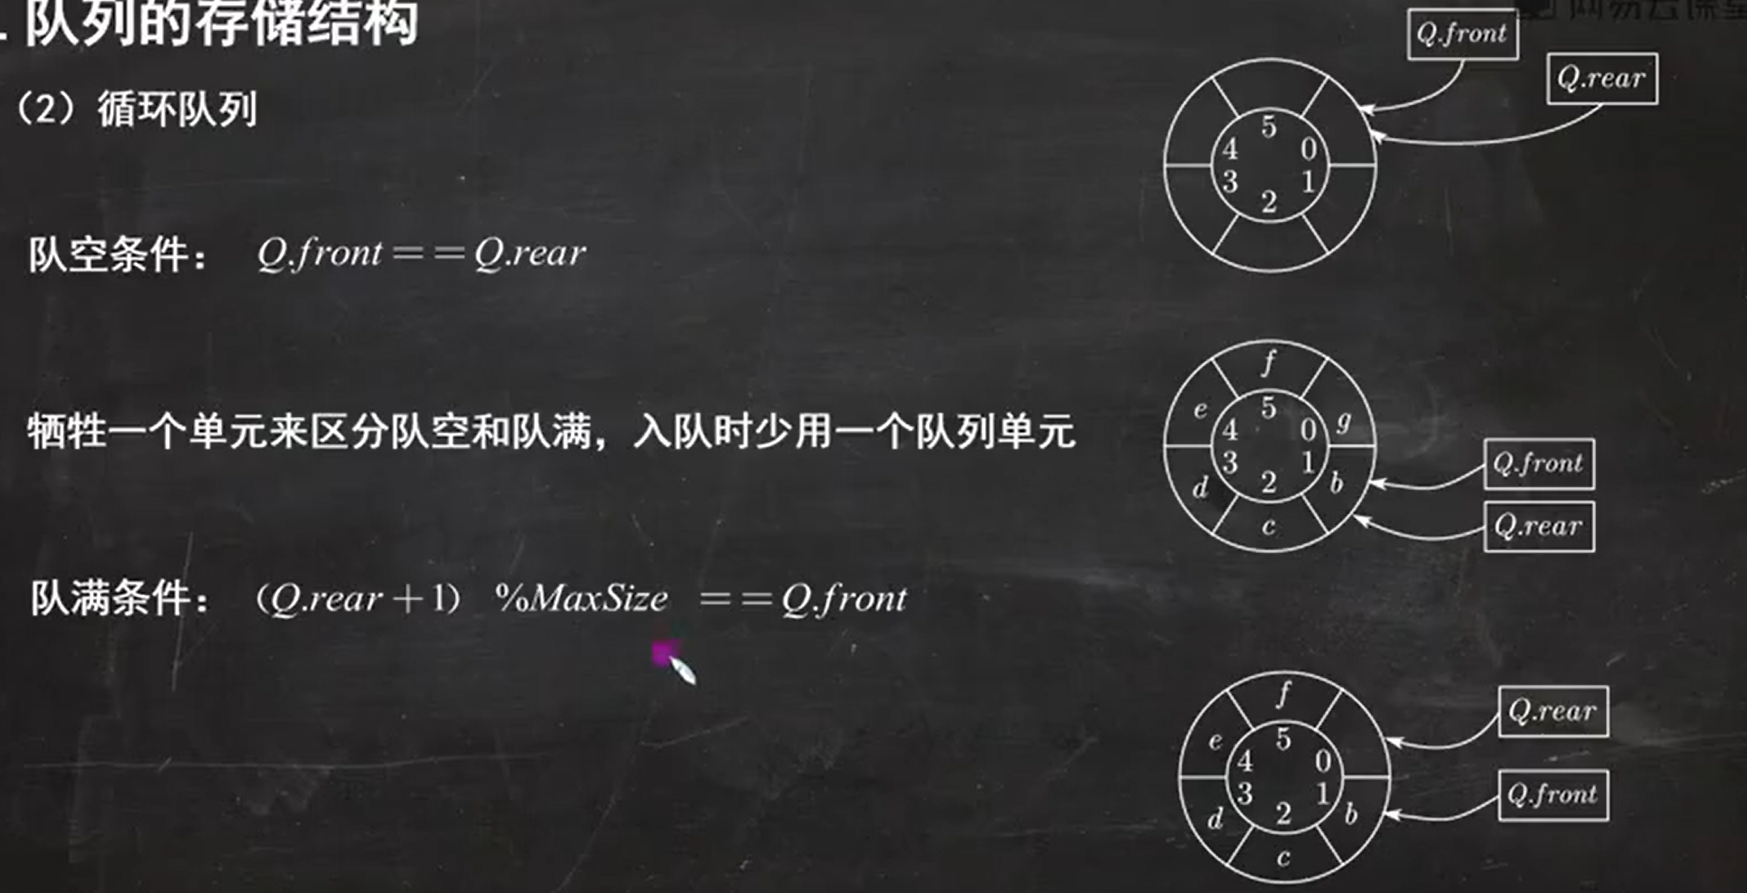 . 队列的存储结构
（2）循环队列
队空条件： Q.front == Q.rear
牺牲一个单元来区分队空和队满，入队时少用一个队列单元
队满条件： (Q.rear + 1) %MaxSize == Q.front
Q.front
Q.rear
5
4 0
3 1
2
f
e 5 g
4 0
3 1
d 2 b
c
Q.front
Q.rear
f
e 5
4 0
3 1
d 2 b
c
Q.rear
Q.front